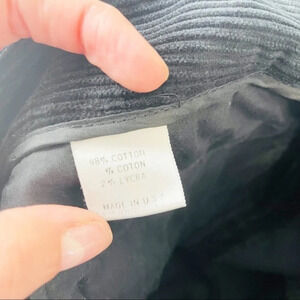 98% COTTON
% COTON
2% LYCRA
MADE IN U.S.